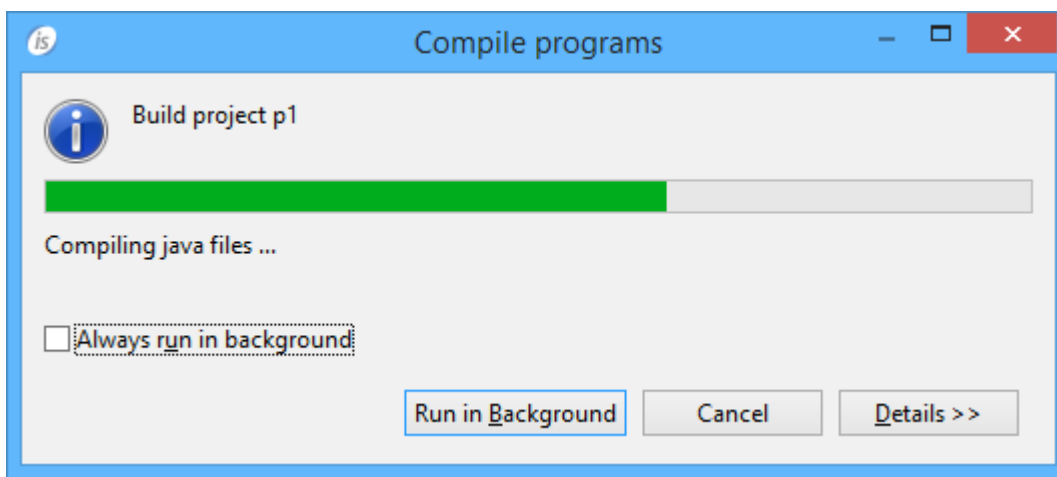 is
Compile programs
Build project p1
Compiling java files ...
Always run in background
Run in Background
Cancel
Details >>